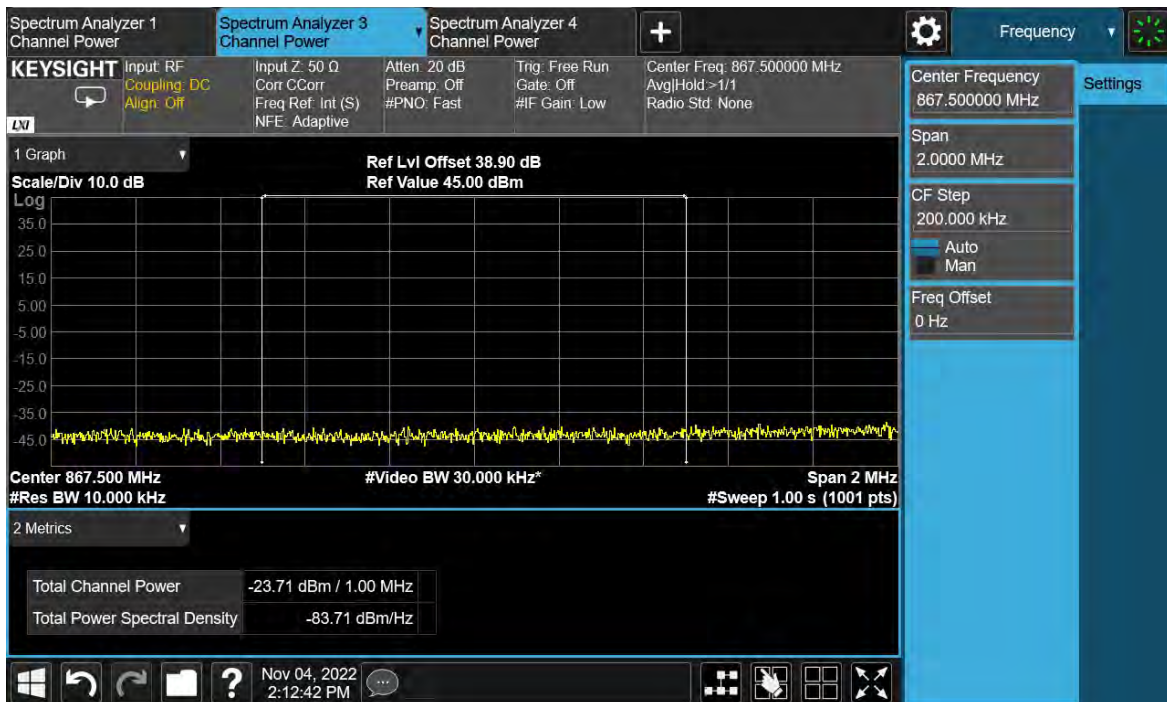 Spectrum Analyzer 1
Channel Power
Spectrum Analyzer 3
Channel Power
Spectrum Analyzer 4
Channel Power
+
Frequency
KEYSIGHT
LXI
Input: RF
Coupling: DC
Align: Off
Input Z: 50 Ω
Corr CCorr
Freq Ref: Int (S)
NFE: Adaptive
Atten: 20 dB
Preamp: Off
#PNO: Fast
Trig: Free Run
Gate: Off
#IF Gain: Low
Center Freq: 867.500000 MHz
Avg|Hold:>1/1
Radio Std: None
Center Frequency
867.500000 MHz
Settings
Span
2.0000 MHz
CF Step
200.000 kHz
Auto
Man
Freq Offset
0 Hz
1 Graph
Scale/Div 10.0 dB
Ref Lvl Offset 38.90 dB
Ref Value 45.00 dBm
Log
35.0
25.0
15.0
5.00
-5.00
-15.0
-25.0
-35.0
-45.0
Center 867.500 MHz
#Res BW 10.000 kHz
#Video BW 30.000 kHz*
Span 2 MHz
#Sweep 1.00 s (1001 pts)
2 Metrics
Total Channel Power -23.71 dBm / 1.00 MHz
Total Power Spectral Density -83.71 dBm/Hz
?
Nov 04, 2022
2:12:42 PM